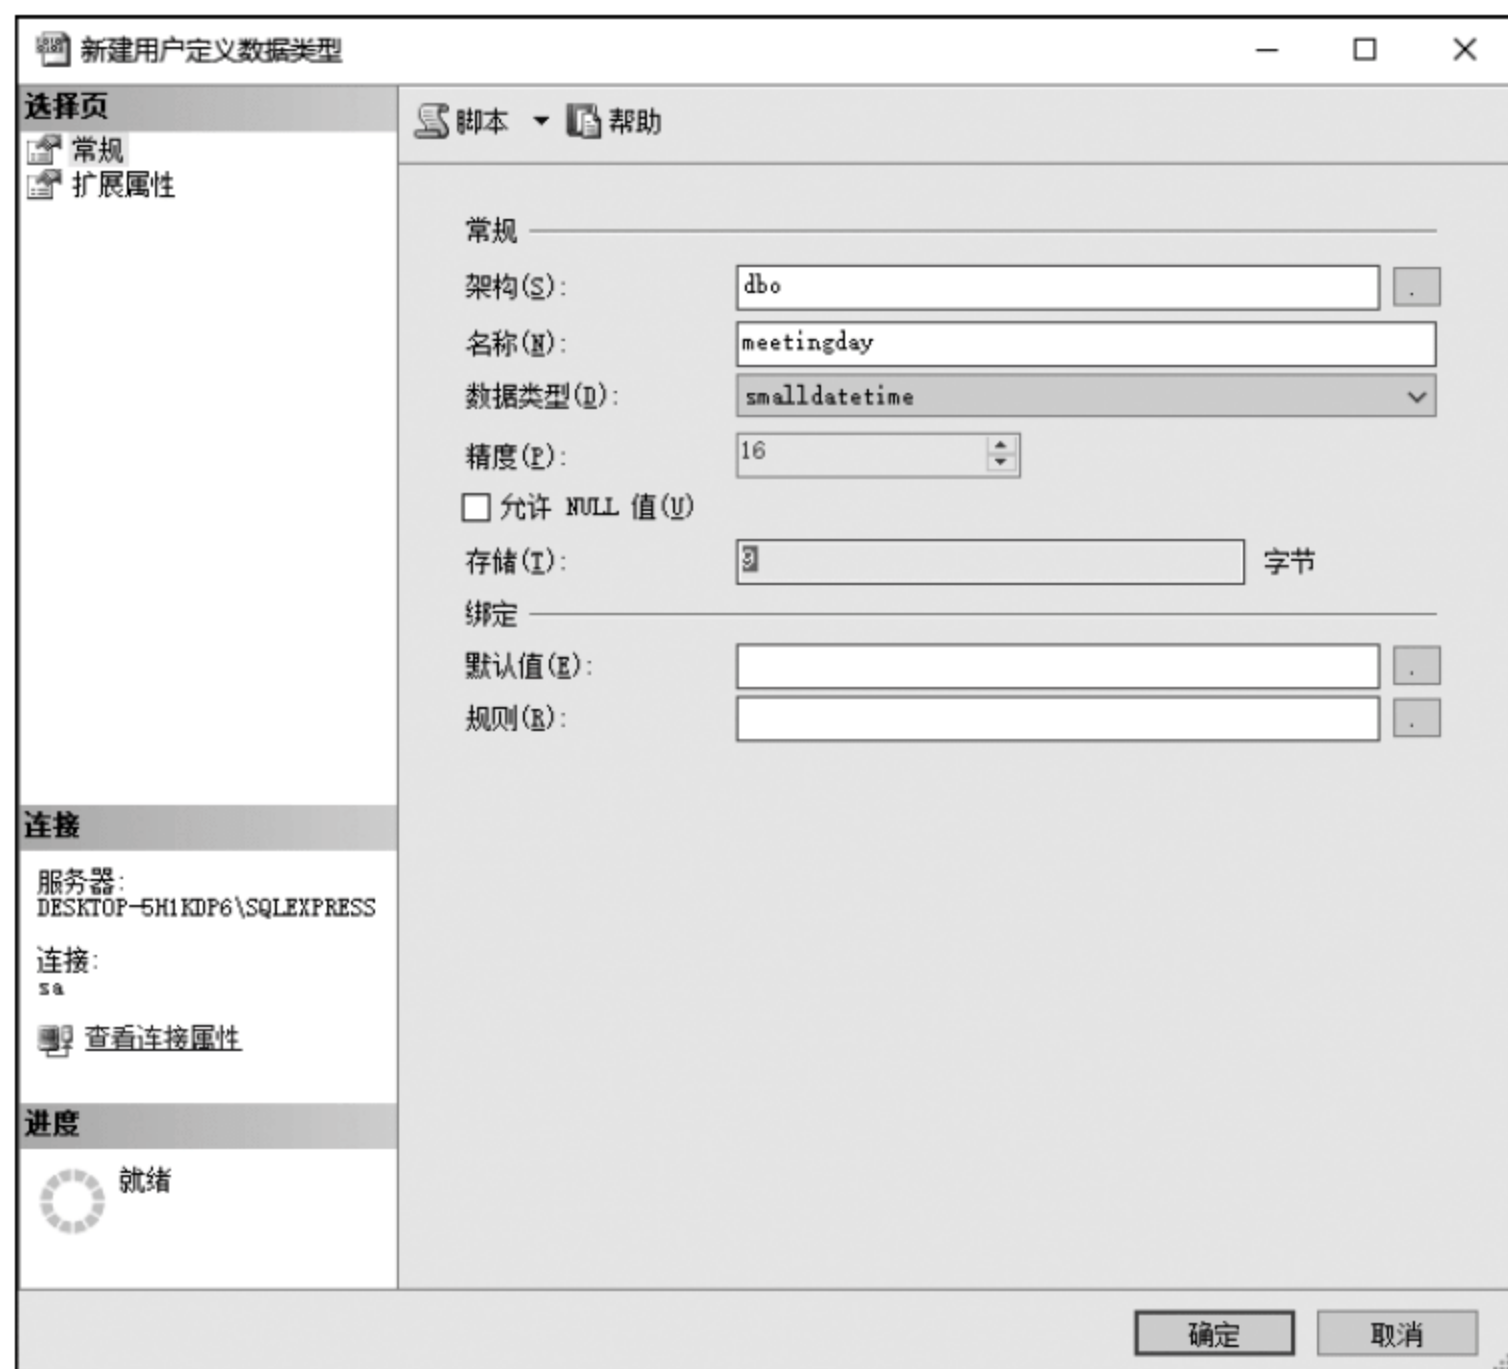 新建用户定义数据类型
选择页
常规
扩展属性
脚本 帮助
常规
架构(S): dbo
名称(N): meetingday
数据类型(D): smalldatetime
精度(P): 16
允许 NULL 值(U)
存储(T): 9 字节
绑定
默认值(E):
规则(R):
连接
服务器:
DESKTOP-5H1KDP6\SQLEXPRESS
连接:
sa
查看连接属性
进度
就绪
确定 取消